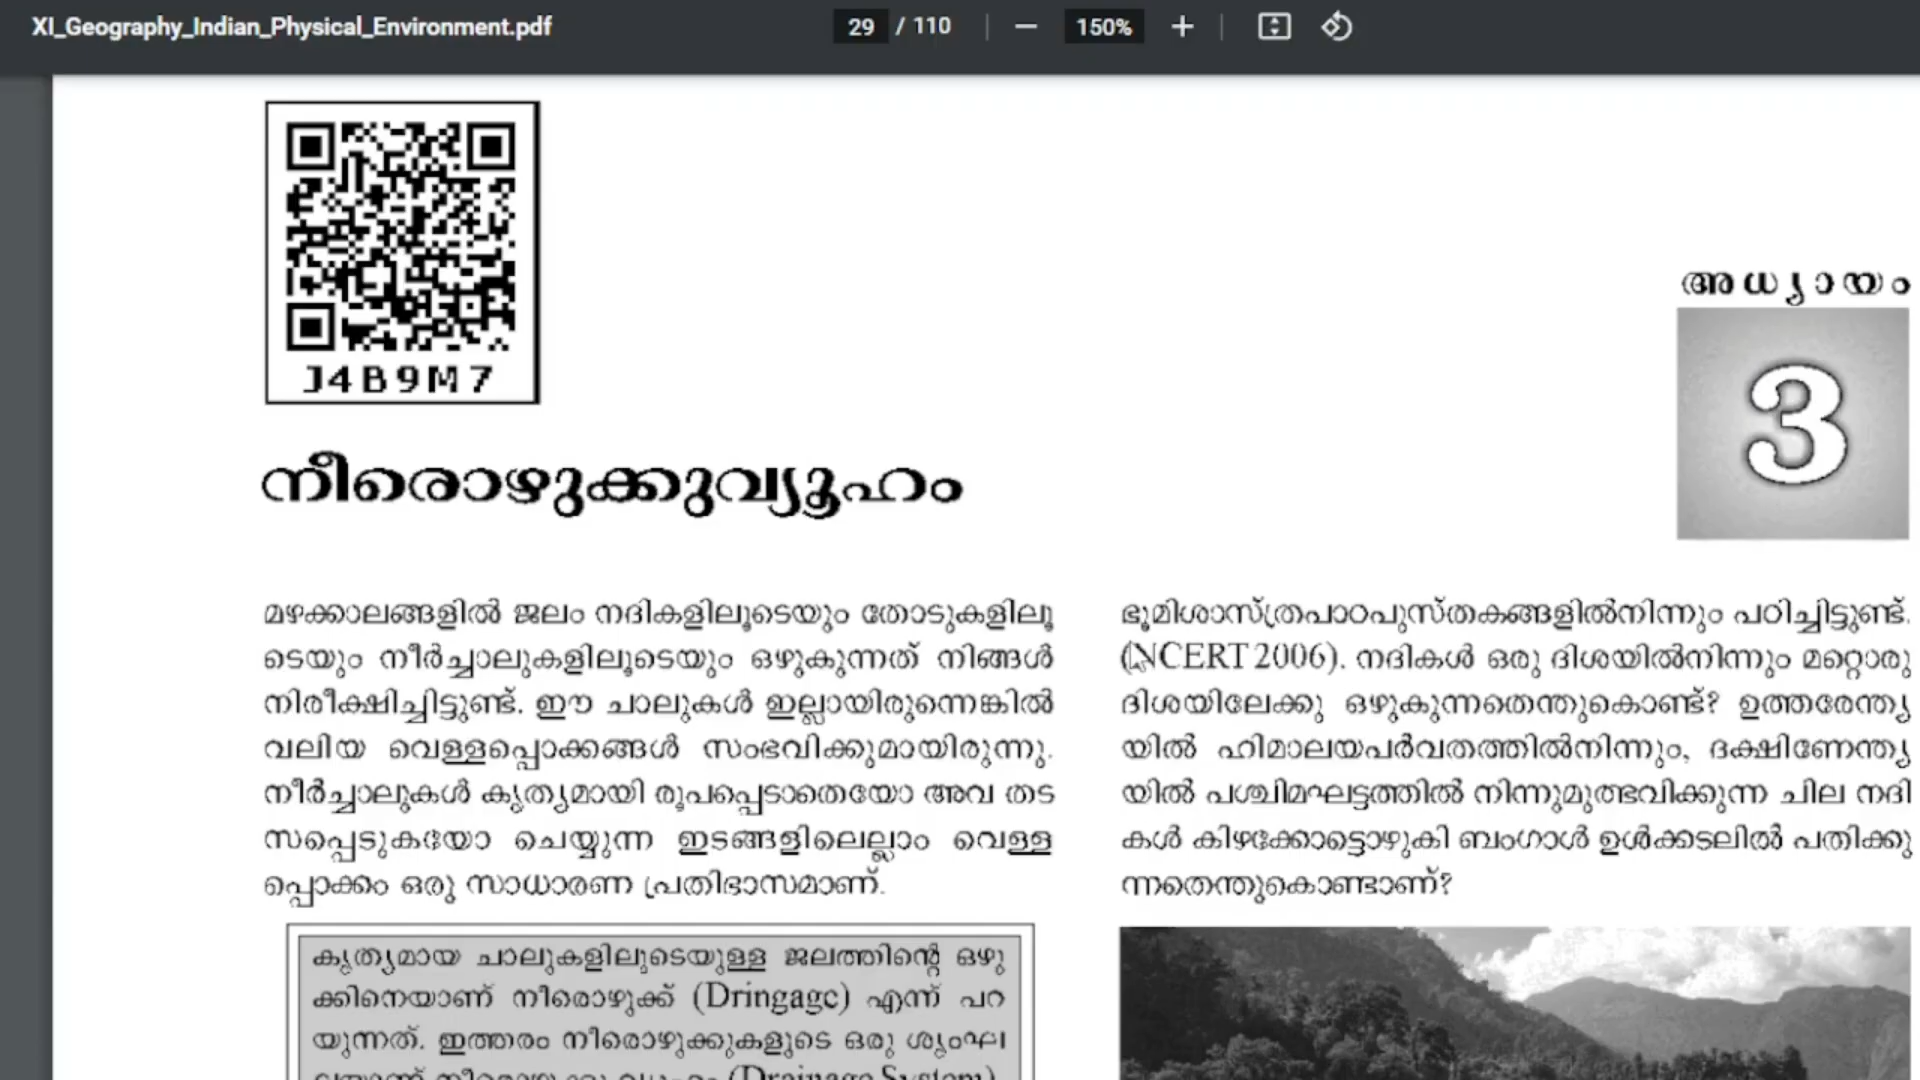 XI_Geography_Indian_Physical_Environment.pdf
29 / 110
150%
J4B9M7
അധ്യായം
3
നീരൊഴുക്കുവ്യൂഹം
മഴക്കാലങ്ങളിൽ ജലം നദികളിലൂടെയും തോടുകളിലൂ
ടെയും നീർച്ചാലുകളിലൂടെയും ഒഴുകുന്നത് നിങ്ങൾ
നിരീക്ഷിച്ചിട്ടുണ്ട്. ഈ ചാലുകൾ ഇല്ലായിരുന്നെങ്കിൽ
വലിയ വെള്ളപ്പൊക്കങ്ങൾ സംഭവിക്കുമായിരുന്നു.
നീർച്ചാലുകൾ കൃത്യമായി രൂപപ്പെടാതെയോ അവ തട
സപ്പെടുകയോ ചെയ്യുന്ന ഇടങ്ങളിലെല്ലാം വെള്ള
പ്പൊക്കം ഒരു സാധാരണ പ്രതിഭാസമാണ്.
കൃത്യമായ ചാലുകളിലൂടെയുള്ള ജലത്തിന്റെ ഒഴു
ക്കിനെയാണ് നീരൊഴുക്ക് (Dringage) എന്ന് പറ
യുന്നത്. ഇത്തരം നീരൊഴുക്കുകളുടെ ഒരു ശൃംഖ
നീരൊഴുക്കു വ്യൂഹം (Drainage System)
ഭൂമിശാസ്ത്രപാഠപുസ്തകങ്ങളിൽനിന്നും പഠിച്ചിട്ടുണ്ട്.
(NCERT 2006). നദികൾ ഒരു ദിശയിൽനിന്നും മറ്റൊരു
ദിശയിലേക്കു ഒഴുകുന്നതെന്തുകൊണ്ട്? ഉത്തരേന്ത്യ
യിൽ ഹിമാലയപർവതത്തിൽനിന്നും, ദക്ഷിണേന്ത്യ
യിൽ പശ്ചിമഘട്ടത്തിൽ നിന്നുമുത്ഭവിക്കുന്ന ചില നദി
കൾ കിഴക്കോട്ടൊഴുകി ബംഗാൾ ഉൾക്കടലിൽ പതിക്കു
ന്നതെന്തുകൊണ്ടാണ്?